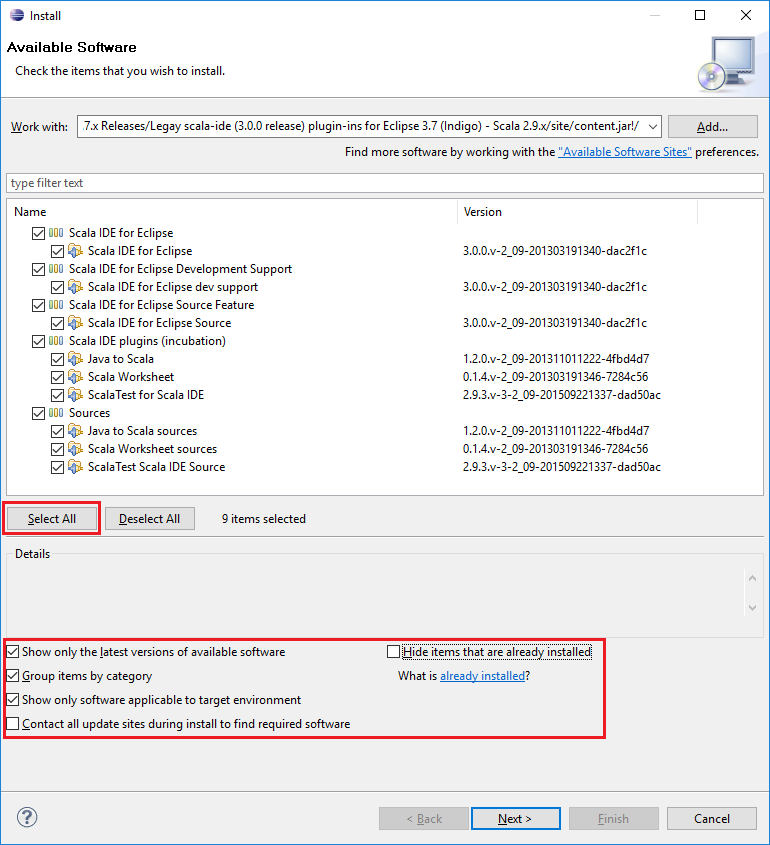 Install
Available Software
Check the items that you wish to install.
Work with: 7.x Releases/Legay scala-ide (3.0.0 release) plug-ins for Eclipse 3.7 (Indigo) - Scala 2.9.x/site/content.jar!/ Add...
Find more software by working with the "Available Software Sites" preferences.
type filter text
Name Version
Scala IDE for Eclipse
Scala IDE for Eclipse 3.0.0.v-2_09-201303191340-dac2f1c
Scala IDE for Eclipse Development Support
Scala IDE for Eclipse dev support 3.0.0.v-2_09-201303191340-dac2f1c
Scala IDE for Eclipse Source Feature
Scala IDE for Eclipse Source 3.0.0.v-2_09-201303191340-dac2f1c
Scala IDE plugins (incubation)
Java to Scala 1.2.0.v-2_09-201311011222-4fbd4d7
Scala Worksheet 0.1.4.v-2_09-201303191346-7284c56
ScalaTest for Scala IDE 2.9.3.v-3-2_09-201509221337-dad50ac
Sources
Java to Scala sources 1.2.0.v-2_09-201311011222-4fbd4d7
Scala Worksheet sources 0.1.4.v-2_09-201303191346-7284c56
ScalaTest Scala IDE Source 2.9.3.v-3-2_09-201509221337-dad50ac
Select All Deselect All 9 items selected
Details
Show only the latest versions of available software Hide items that are already installed
Group items by category What is already installed?
Show only software applicable to target environment
Contact all update sites during install to find required software
? < Back Next > Finish Cancel